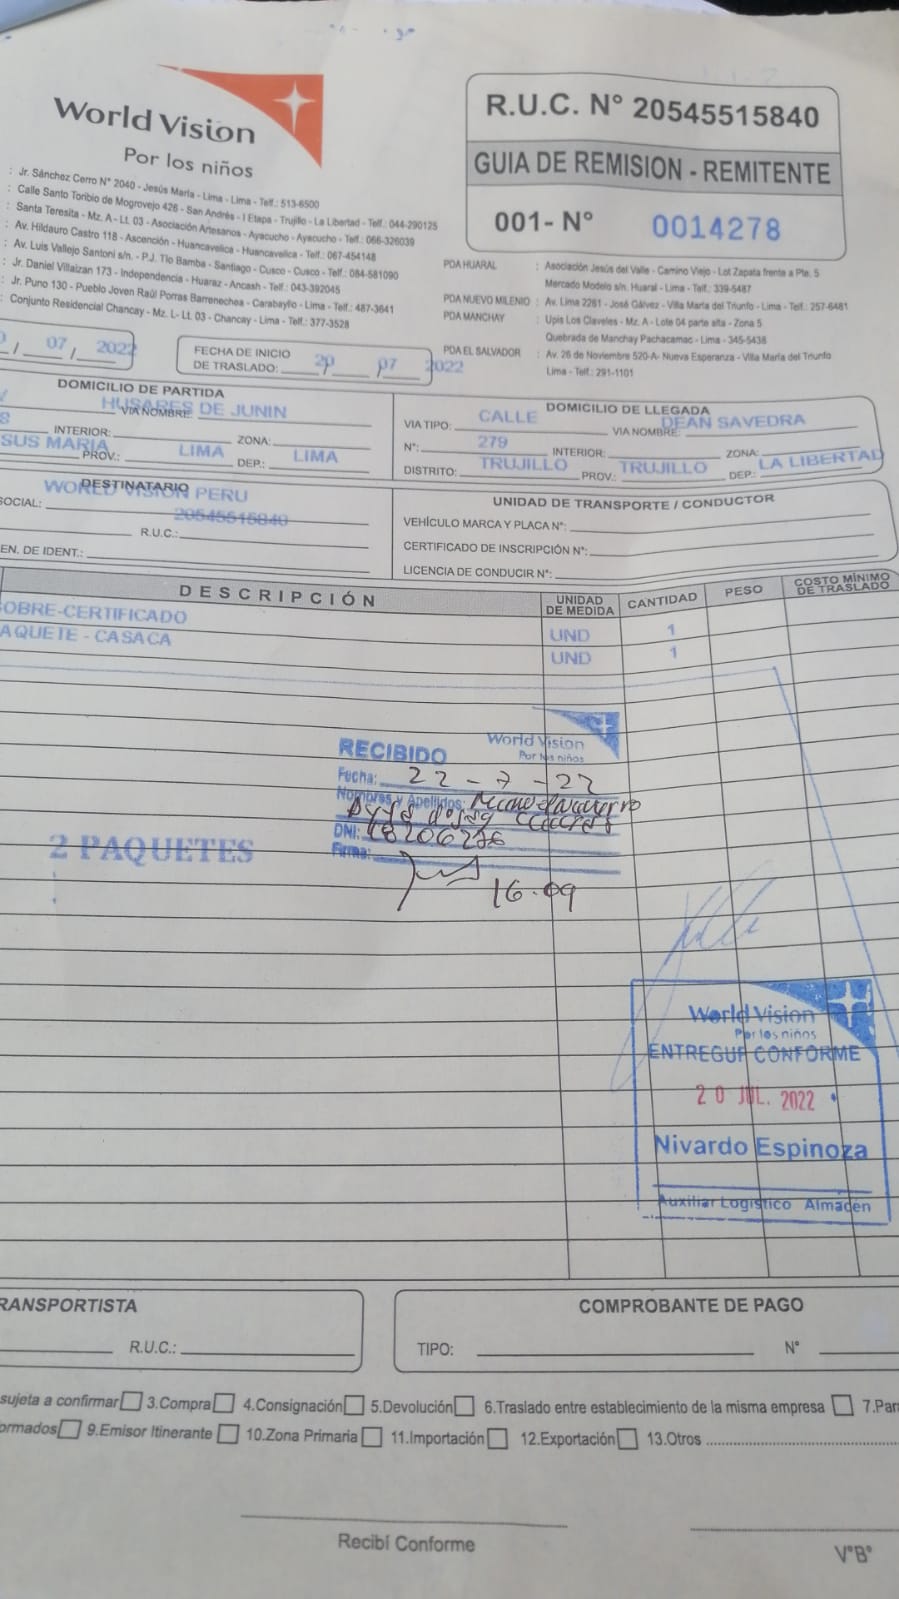 World Vision
Por los niños
R.U.C. N° 20545515840
GUIA DE REMISION - REMITENTE
001- N° 0014278
: Jr. Sánchez Cerro N° 2040 - Jesús María - Lima - Lima - Telf.: 513-6500
: Calle Santo Toribio de Mogrovejo 426 - San Andrés - I Etapa - Trujillo - La Libertad - Telf.: 044-290125
: Santa Teresita - Mz. A - Lt. 03 - Asociación Artesanos - Ayacucho - Ayacucho - Telf.: 066-326039
: Av. Hildauro Castro 118 - Ascención - Huancavelica - Huancavelica - Telf.: 067-454148
: Av. Luis Vallejo Santoni s/n. - P.J. Tío Bamba - Santiago - Cusco - Cusco - Telf.: 084-581090
: Jr. Daniel Villaizan 173 - Independencia - Huaraz - Ancash - Telf.: 043-392045
: Jr. Puno 130 - Pueblo Joven Raúl Porras Barrenechea - Carabayllo - Lima - Telf.: 487-3641
: Conjunto Residencial Chancay - Mz. L- Lt. 03 - Chancay - Lima - Telf.: 377-3528
PDA HUARAL : Asociación Jesús del Valle - Camino Viejo - Lot Zapata frente a Pte. 5
Mercado Modelo s/n. Huaral - Lima - Telf.: 339-5487
PDA NUEVO MILENIO : Av. Lima 2261 - José Gálvez - Villa María del Triunfo - Lima - Telf.: 257-6481
PDA MANCHAY : Upis Los Claveles - Mz. A - Lote 04 parte alta - Zona 5
Quebrada de Manchay Pachacamac - Lima - 345-5436
PDA EL SALVADOR : Av. 26 de Noviembre 520-A- Nueva Esperanza - Villa María del Triunfo
Lima - Telf.: 291-1101
/ 07 / 2022
FECHA DE INICIO
DE TRASLADO: 20 07 2022
DOMICILIO DE PARTIDA
VIA NOMBRE: HUSARES DE JUNIN
INTERIOR: ZONA:
SUS MARIA PROV.: LIMA DEP.: LIMA
DOMICILIO DE LLEGADA
VIA TIPO: CALLE VIA NOMBRE: DEAN SAVEDRA
N°: 279 INTERIOR: ZONA:
DISTRITO: TRUJILLO PROV.: TRUJILLO DEP.: LA LIBERTAD
DESTINATARIO
SOCIAL: WORLD VISION PERU
R.U.C.: 20545515840
EN. DE IDENT.:
UNIDAD DE TRANSPORTE / CONDUCTOR
VEHÍCULO MARCA Y PLACA N°:
CERTIFICADO DE INSCRIPCIÓN N°:
LICENCIA DE CONDUCIR N°:
DESCRIPCIÓN UNIDAD DE MEDIDA CANTIDAD PESO COSTO MÍNIMO DE TRASLADO
OBRE-CERTIFICADO UND 1
AQUETE - CASACA UND 1
World Vision
Por los niños
RECIBIDO
Fecha: 22 - 7 - 22
Nombres y Apellidos:
DNI: 18206276
Firma:
16.09
2 PAQUETES
World Vision
Por los niños
ENTREGUE CONFORME
20 JUL. 2022
Nivardo Espinoza
Auxiliar Logístico Almacén
RANSPORTISTA
R.U.C.:
COMPROBANTE DE PAGO
TIPO: N°
sujeta a confirmar 3.Compra 4.Consignación 5.Devolución 6.Traslado entre establecimiento de la misma empresa 7.Par
ormados 9.Emisor Itinerante 10.Zona Primaria 11.Importación 12.Exportación 13.Otros
Recibí Conforme
V°B°